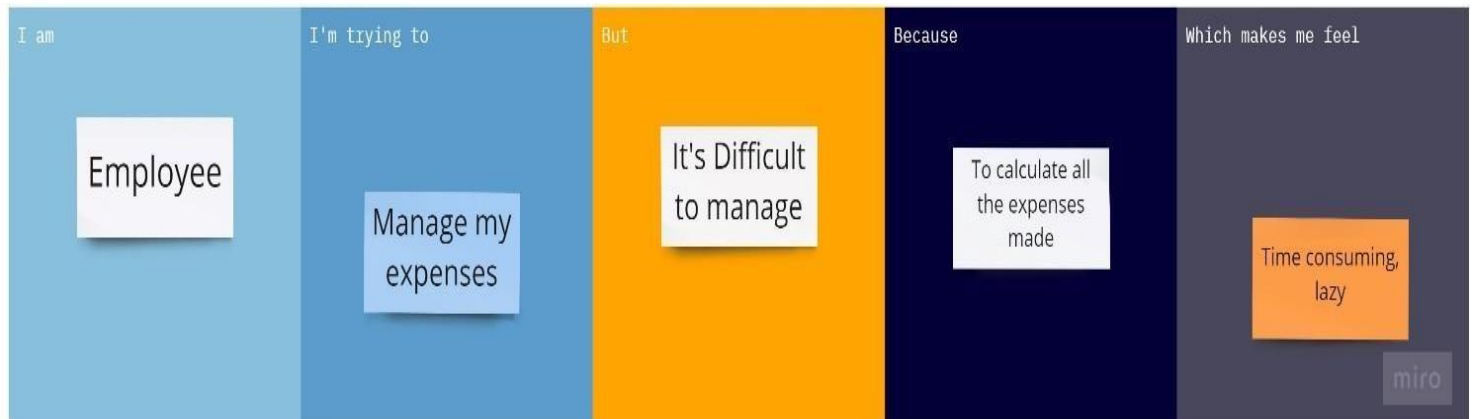 I am
Employee
I'm trying to
Manage my
expenses
But
It's Difficult
to manage
Because
To calculate all
the expenses
made
Which makes me feel
Time consuming,
lazy
miro